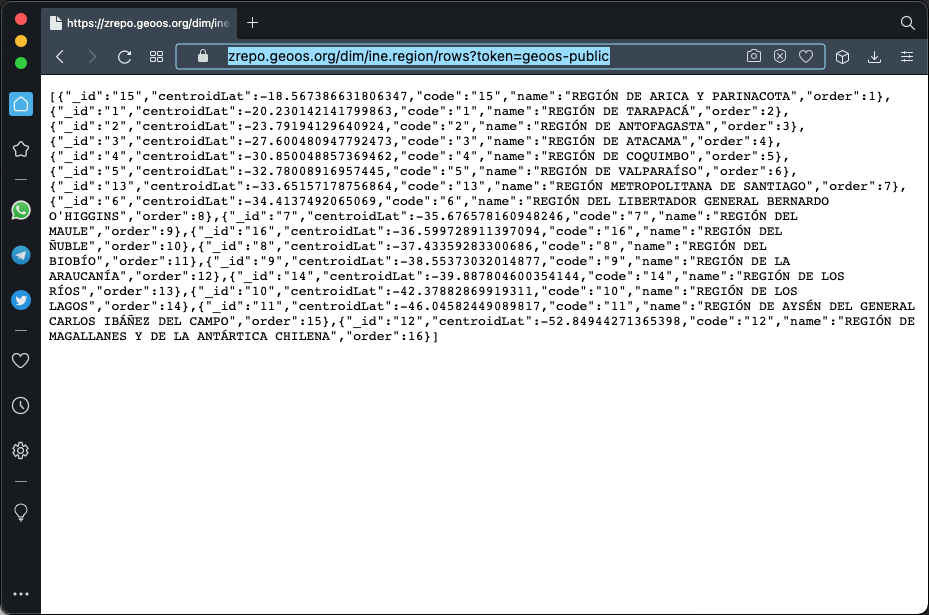 https://zrepo.geoos.org/dim/ine
zrepo.geoos.org/dim/ine.region/rows?token=geoos-public
[{"_id":"15","centroidLat":-18.567386631806347,"code":"15","name":"REGIÓN DE ARICA Y PARINACOTA","order":1},
{"_id":"1","centroidLat":-20.230142141799863,"code":"1","name":"REGIÓN DE TARAPACÁ","order":2},
{"_id":"2","centroidLat":-23.79194129640924,"code":"2","name":"REGIÓN DE ANTOFAGASTA","order":3},
{"_id":"3","centroidLat":-27.600480947792473,"code":"3","name":"REGIÓN DE ATACAMA","order":4},
{"_id":"4","centroidLat":-30.850048857369462,"code":"4","name":"REGIÓN DE COQUIMBO","order":5},
{"_id":"5","centroidLat":-32.78008916957445,"code":"5","name":"REGIÓN DE VALPARAÍSO","order":6},
{"_id":"13","centroidLat":-33.65157178756864,"code":"13","name":"REGIÓN METROPOLITANA DE SANTIAGO","order":7},
{"_id":"6","centroidLat":-34.4137492065069,"code":"6","name":"REGIÓN DEL LIBERTADOR GENERAL BERNARDO
O'HIGGINS","order":8},{"_id":"7","centroidLat":-35.676578160948246,"code":"7","name":"REGIÓN DEL
MAULE","order":9},{"_id":"16","centroidLat":-36.599728911397094,"code":"16","name":"REGIÓN DEL
ÑUBLE","order":10},{"_id":"8","centroidLat":-37.43359283300686,"code":"8","name":"REGIÓN DEL
BIOBÍO","order":11},{"_id":"9","centroidLat":-38.55373032014877,"code":"9","name":"REGIÓN DE LA
ARAUCANÍA","order":12},{"_id":"14","centroidLat":-39.887804600354144,"code":"14","name":"REGIÓN DE LOS
RÍOS","order":13},{"_id":"10","centroidLat":-42.37882869919311,"code":"10","name":"REGIÓN DE LOS
LAGOS","order":14},{"_id":"11","centroidLat":-46.04582449089817,"code":"11","name":"REGIÓN DE AYSÉN DEL GENERAL
CARLOS IBÁÑEZ DEL CAMPO","order":15},{"_id":"12","centroidLat":-52.84944271365398,"code":"12","name":"REGIÓN DE
MAGALLANES Y DE LA ANTÁRTICA CHILENA","order":16}]